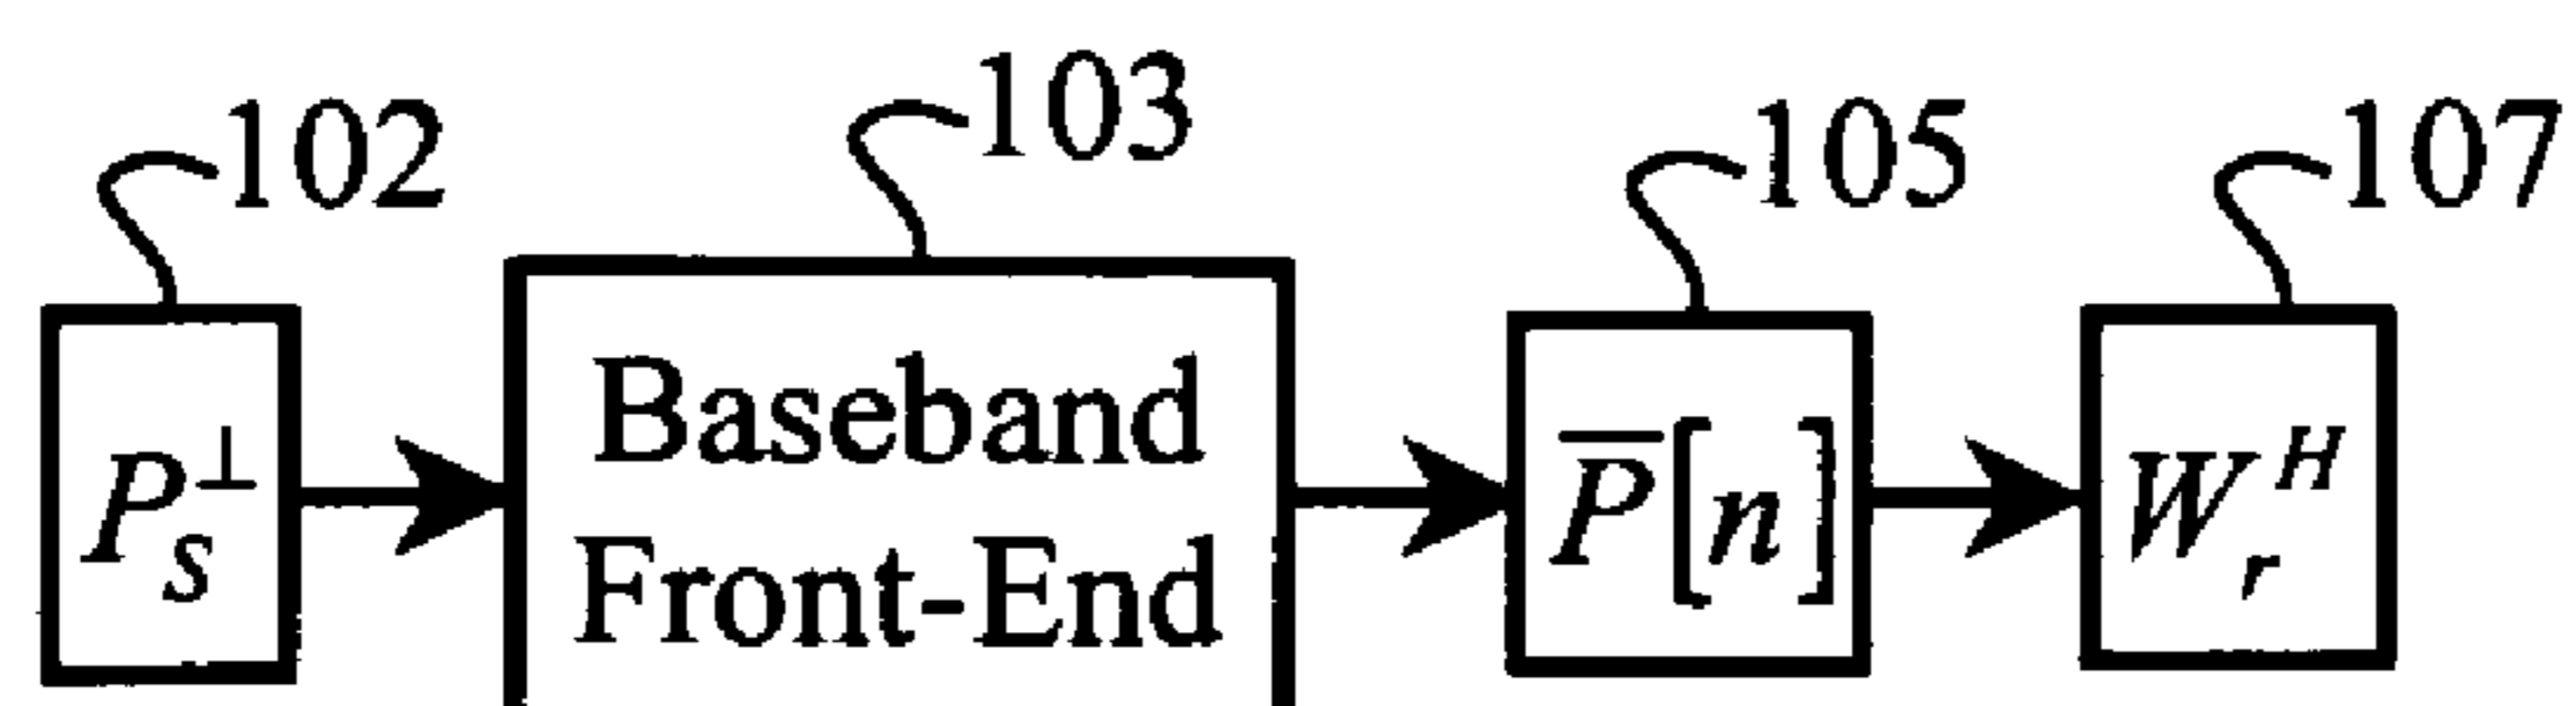 102
103
105
107
P_s^⊥
Baseband
Front-End
P̅[n]
W_r^H